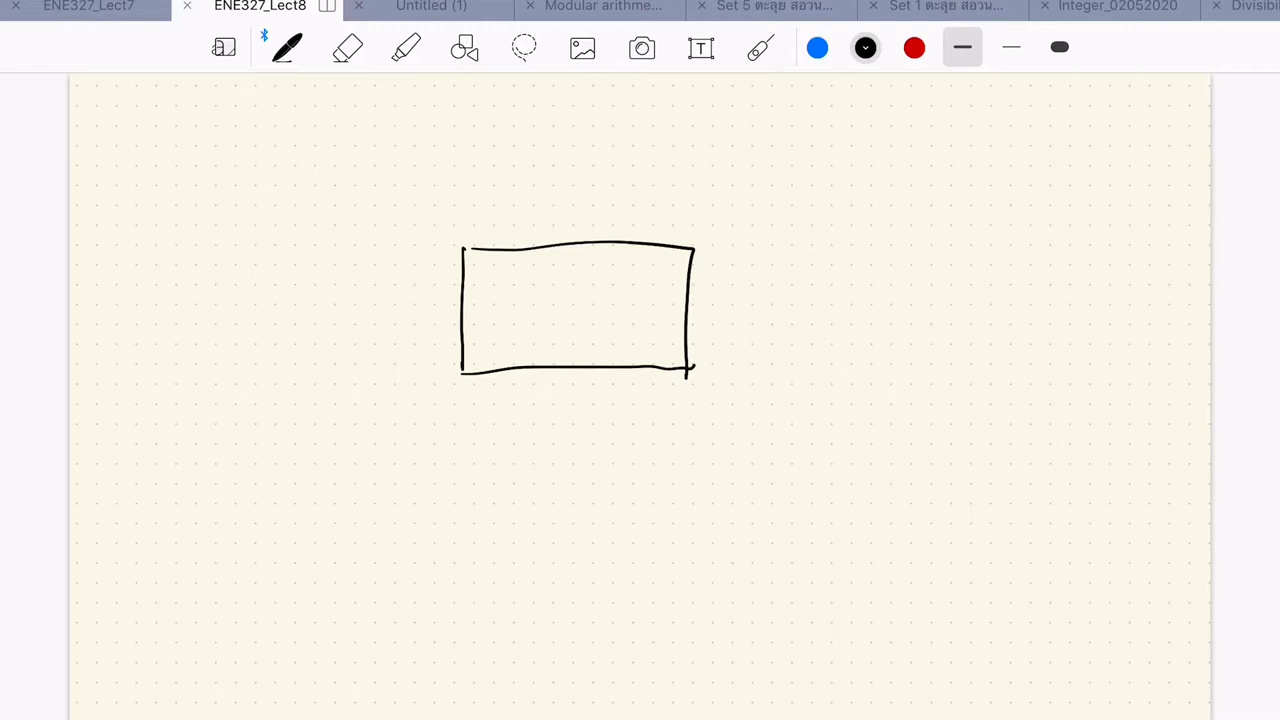 ENE327_Lect7
ENE327_Lect8
Untitled (1)
Modular arithme...
Set 5 ตะลุย สอวน...
Set 1 ตะลุย สอวน...
Integer_02052020
Divisibi
T